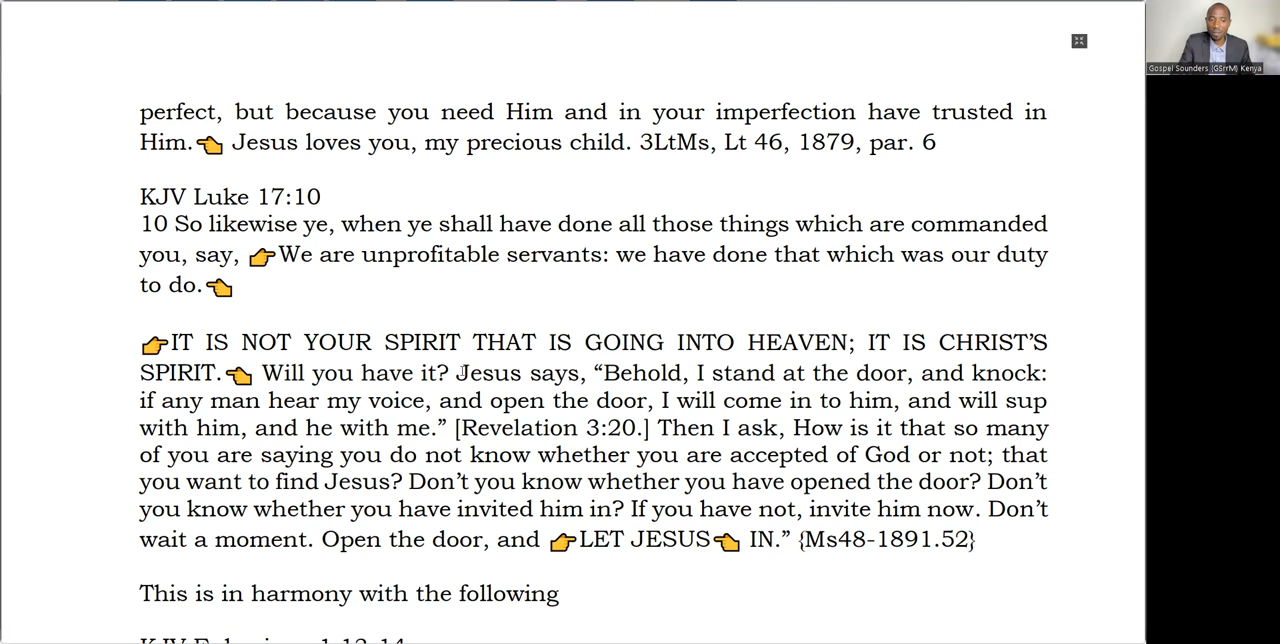 Gospel Sounders (GSrrM) Kenya
perfect, but because you need Him and in your imperfection have trusted in
Him.👈 Jesus loves you, my precious child. 3LtMs, Lt 46, 1879, par. 6
KJV Luke 17:10
10 So likewise ye, when ye shall have done all those things which are commanded
you, say, 👉We are unprofitable servants: we have done that which was our duty
to do.👈
👉IT IS NOT YOUR SPIRIT THAT IS GOING INTO HEAVEN; IT IS CHRIST’S
SPIRIT.👈 Will you have it? Jesus says, “Behold, I stand at the door, and knock:
if any man hear my voice, and open the door, I will come in to him, and will sup
with him, and he with me.” [Revelation 3:20.] Then I ask, How is it that so many
of you are saying you do not know whether you are accepted of God or not; that
you want to find Jesus? Don’t you know whether you have opened the door? Don’t
you know whether you have invited him in? If you have not, invite him now. Don’t
wait a moment. Open the door, and 👉LET JESUS👈 IN.” {Ms48-1891.52}
This is in harmony with the following